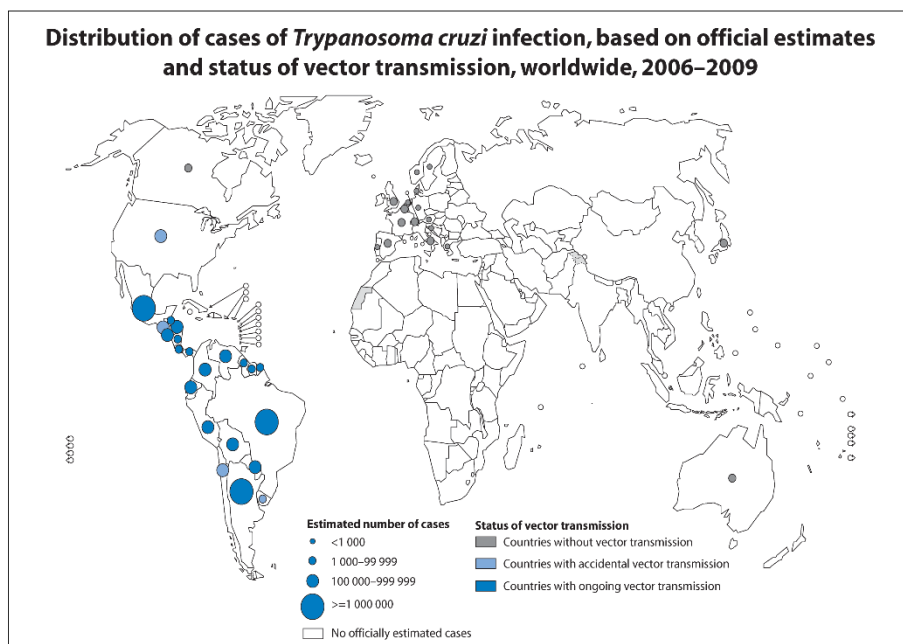 Distribution of cases of Trypanosoma cruzi infection, based on official estimates
and status of vector transmission, worldwide, 2006–2009
Estimated number of cases
<1 000
1 000–99 999
100 000–999 999
>=1 000 000
No officially estimated cases
Status of vector transmission
Countries without vector transmission
Countries with accidental vector transmission
Countries with ongoing vector transmission